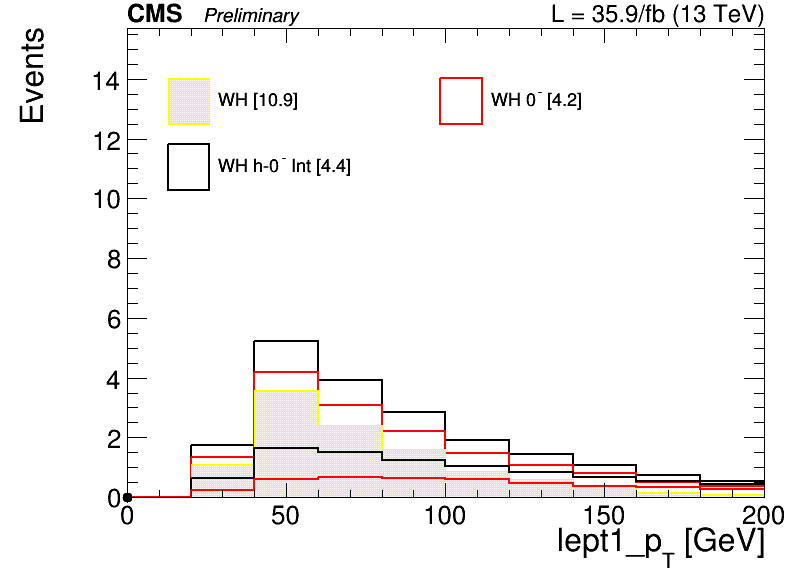 CMS Preliminary L = 35.9/fb (13 TeV)
Events
14
12
10
8
6
4
2
0
WH [10.9]
WH 0⁻ [4.2]
WH h-0⁻ Int [4.4]
0 50 100 150 200
lept1_p_T [GeV]